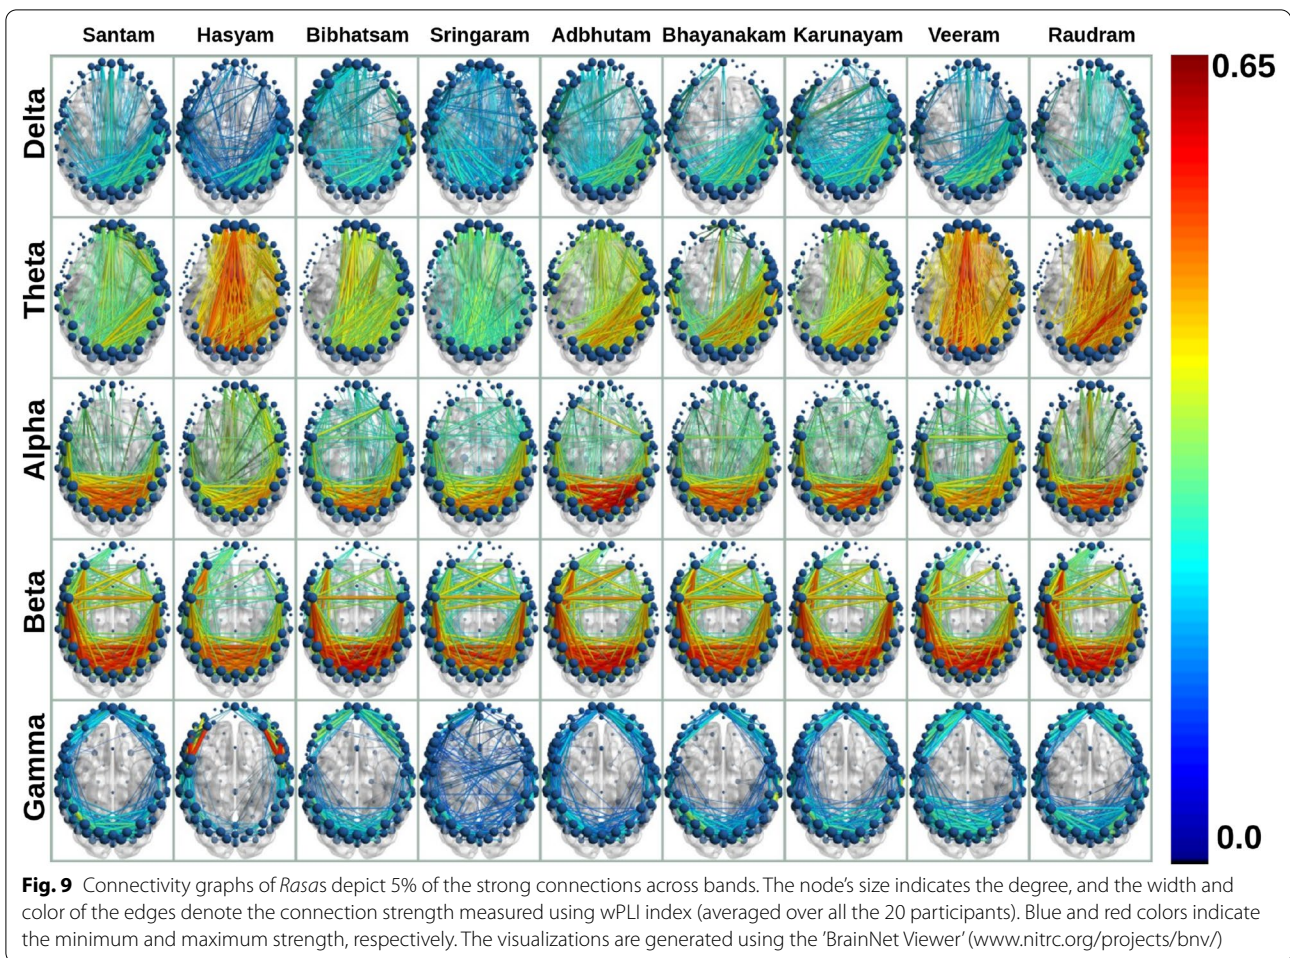 Santam Hasyam Bibhatsam Sringaram Adbhutam Bhayanakam Karunayam Veeram Raudram
0.65
Delta
Theta
Alpha
Beta
Gamma
0.0
Fig. 9 Connectivity graphs of Rasas depict 5% of the strong connections across bands. The node's size indicates the degree, and the width and
color of the edges denote the connection strength measured using wPLI index (averaged over all the 20 participants). Blue and red colors indicate
the minimum and maximum strength, respectively. The visualizations are generated using the 'BrainNet Viewer' (www.nitrc.org/projects/bnv/)